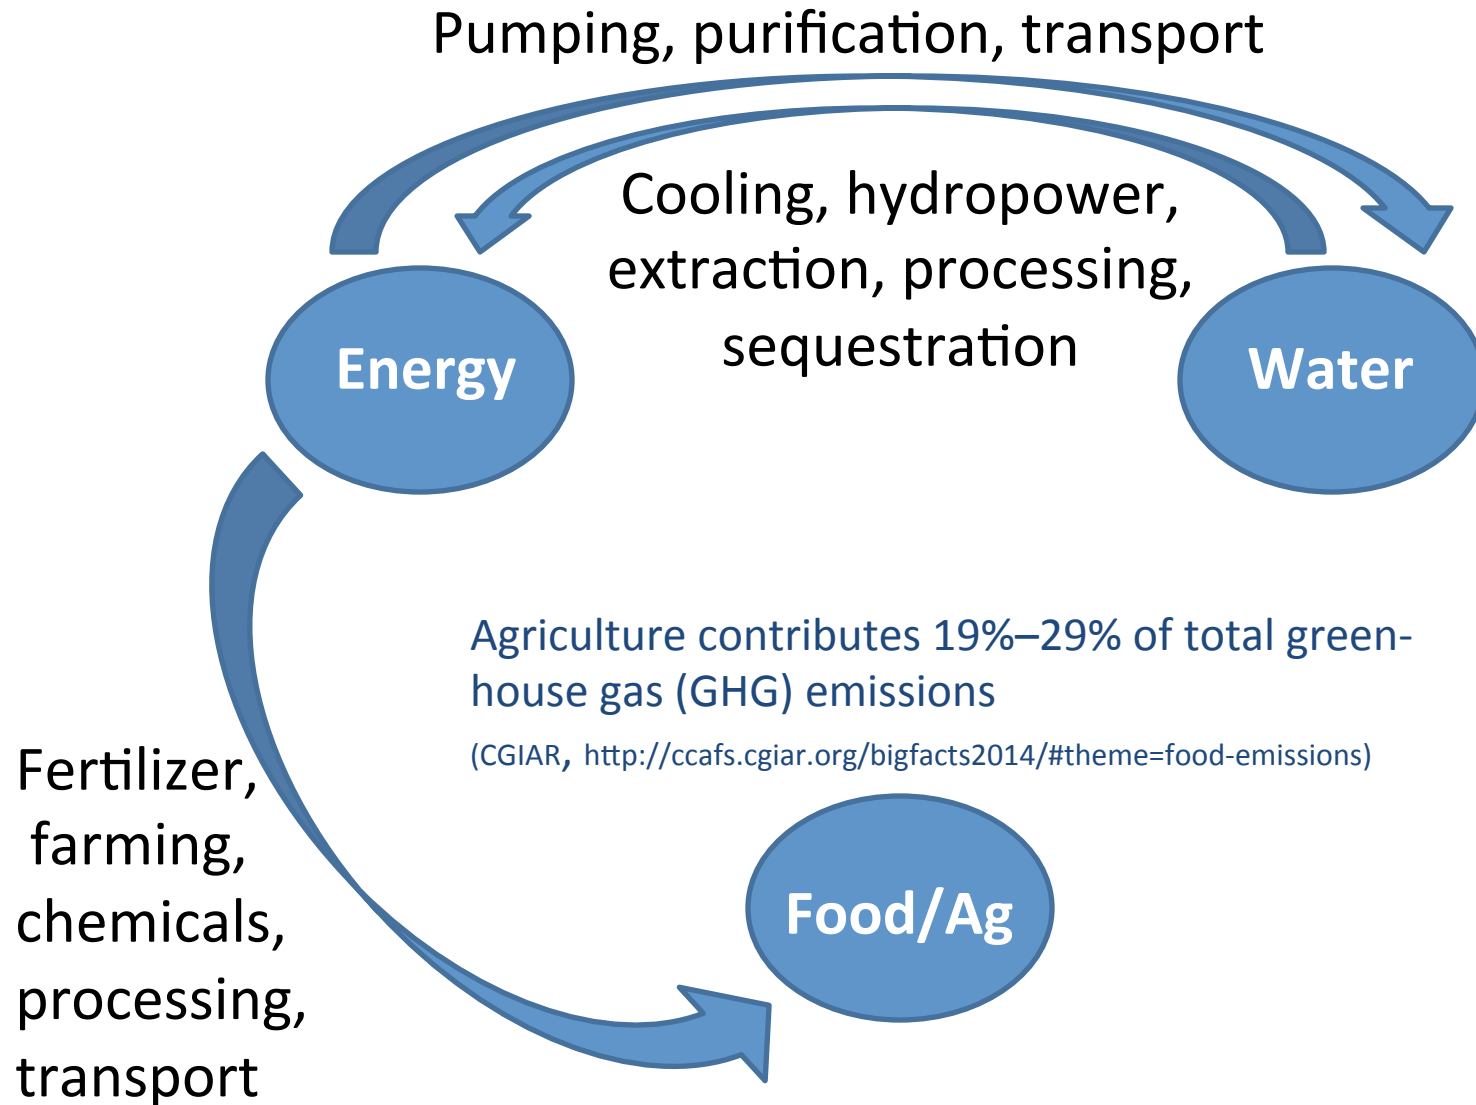 Pumping, purification, transport
Cooling, hydropower,
extraction, processing,
sequestration
Energy
Water
Agriculture contributes 19%–29% of total green-
house gas (GHG) emissions
(CGIAR, http://ccafs.cgiar.org/bigfacts2014/#theme=food-emissions)
Fertilizer,
farming,
chemicals,
processing,
transport
Food/Ag